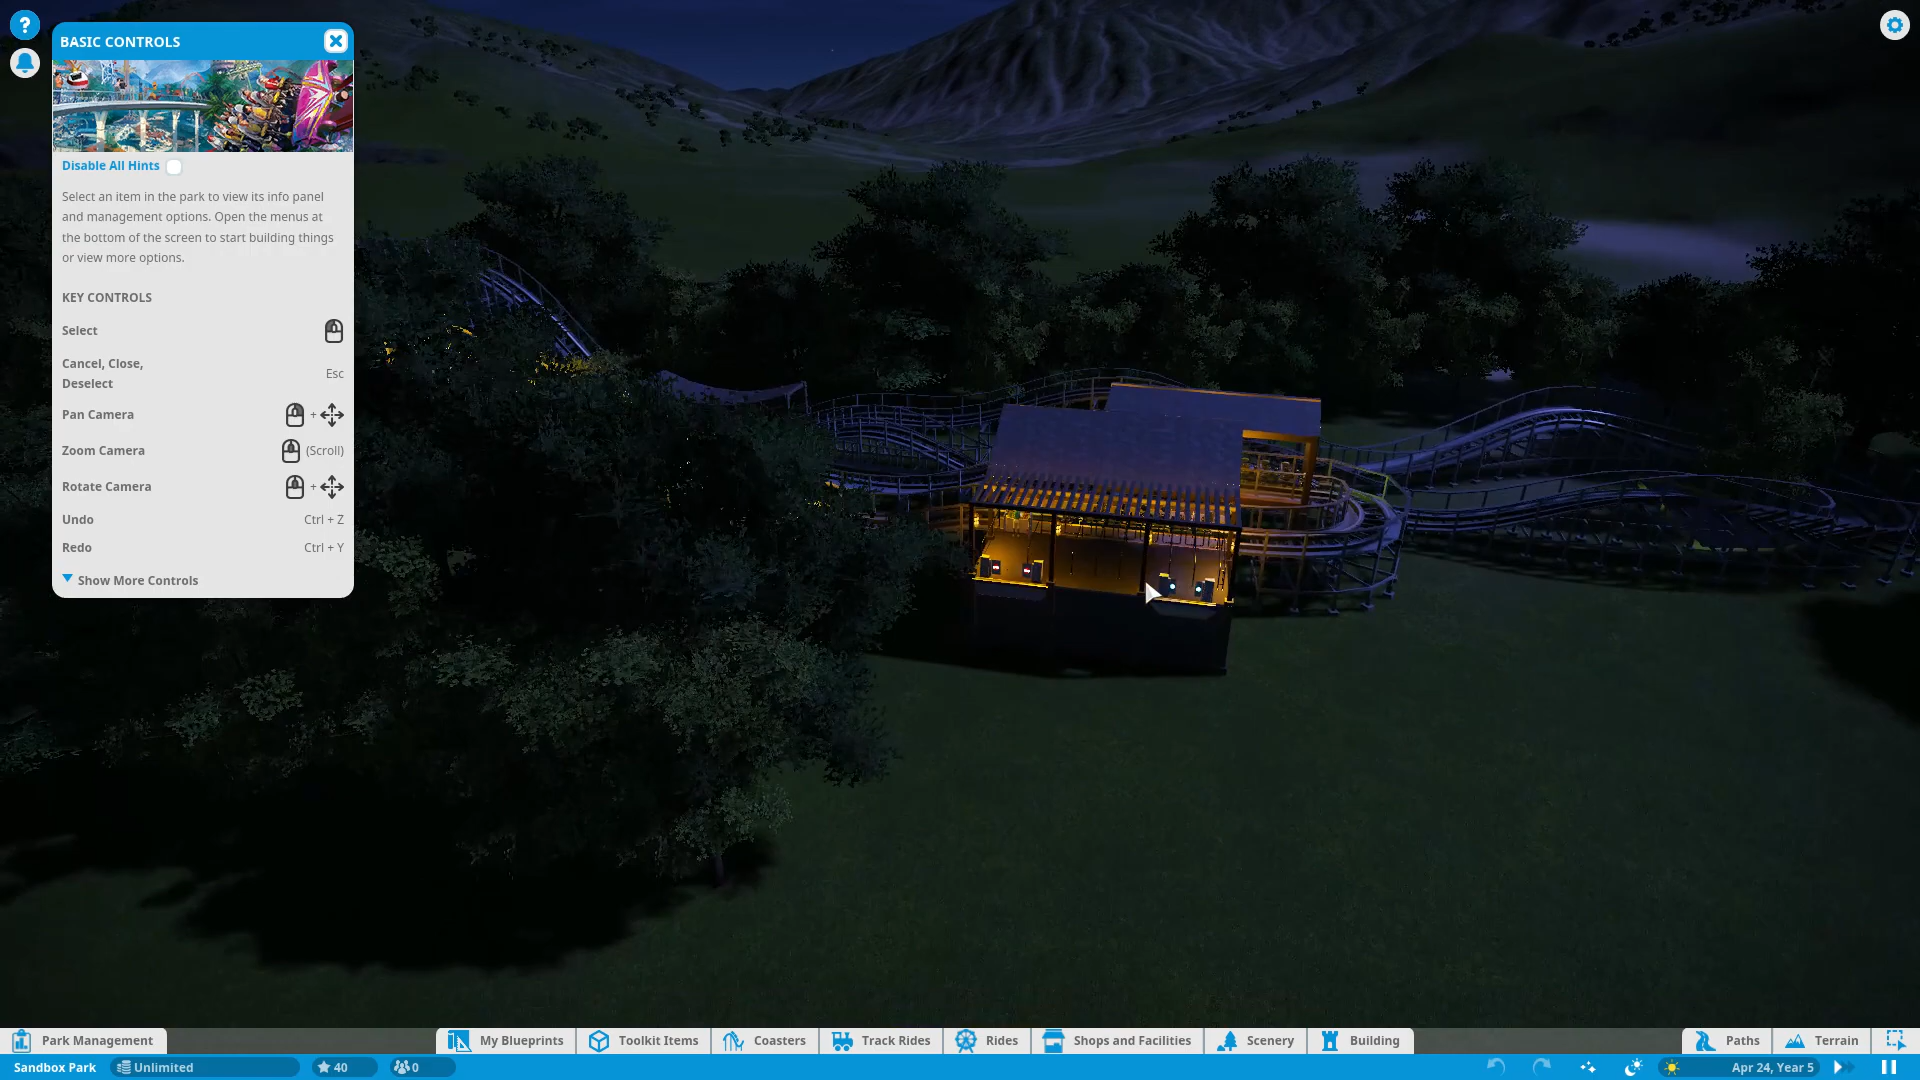 BASIC CONTROLS
Disable All Hints
Select an item in the park to view its info panel
and management options. Open the menus at
the bottom of the screen to start building things
or view more options.
KEY CONTROLS
Select
Cancel, Close,
Deselect
Esc
Pan Camera
+
Zoom Camera
(Scroll)
Rotate Camera
+
Undo
Ctrl + Z
Redo
Ctrl + Y
Show More Controls
Park Management
My Blueprints
Toolkit Items
Coasters
Track Rides
Rides
Shops and Facilities
Scenery
Building
Paths
Terrain
Sandbox Park
Unlimited
40
0
Apr 24, Year 5